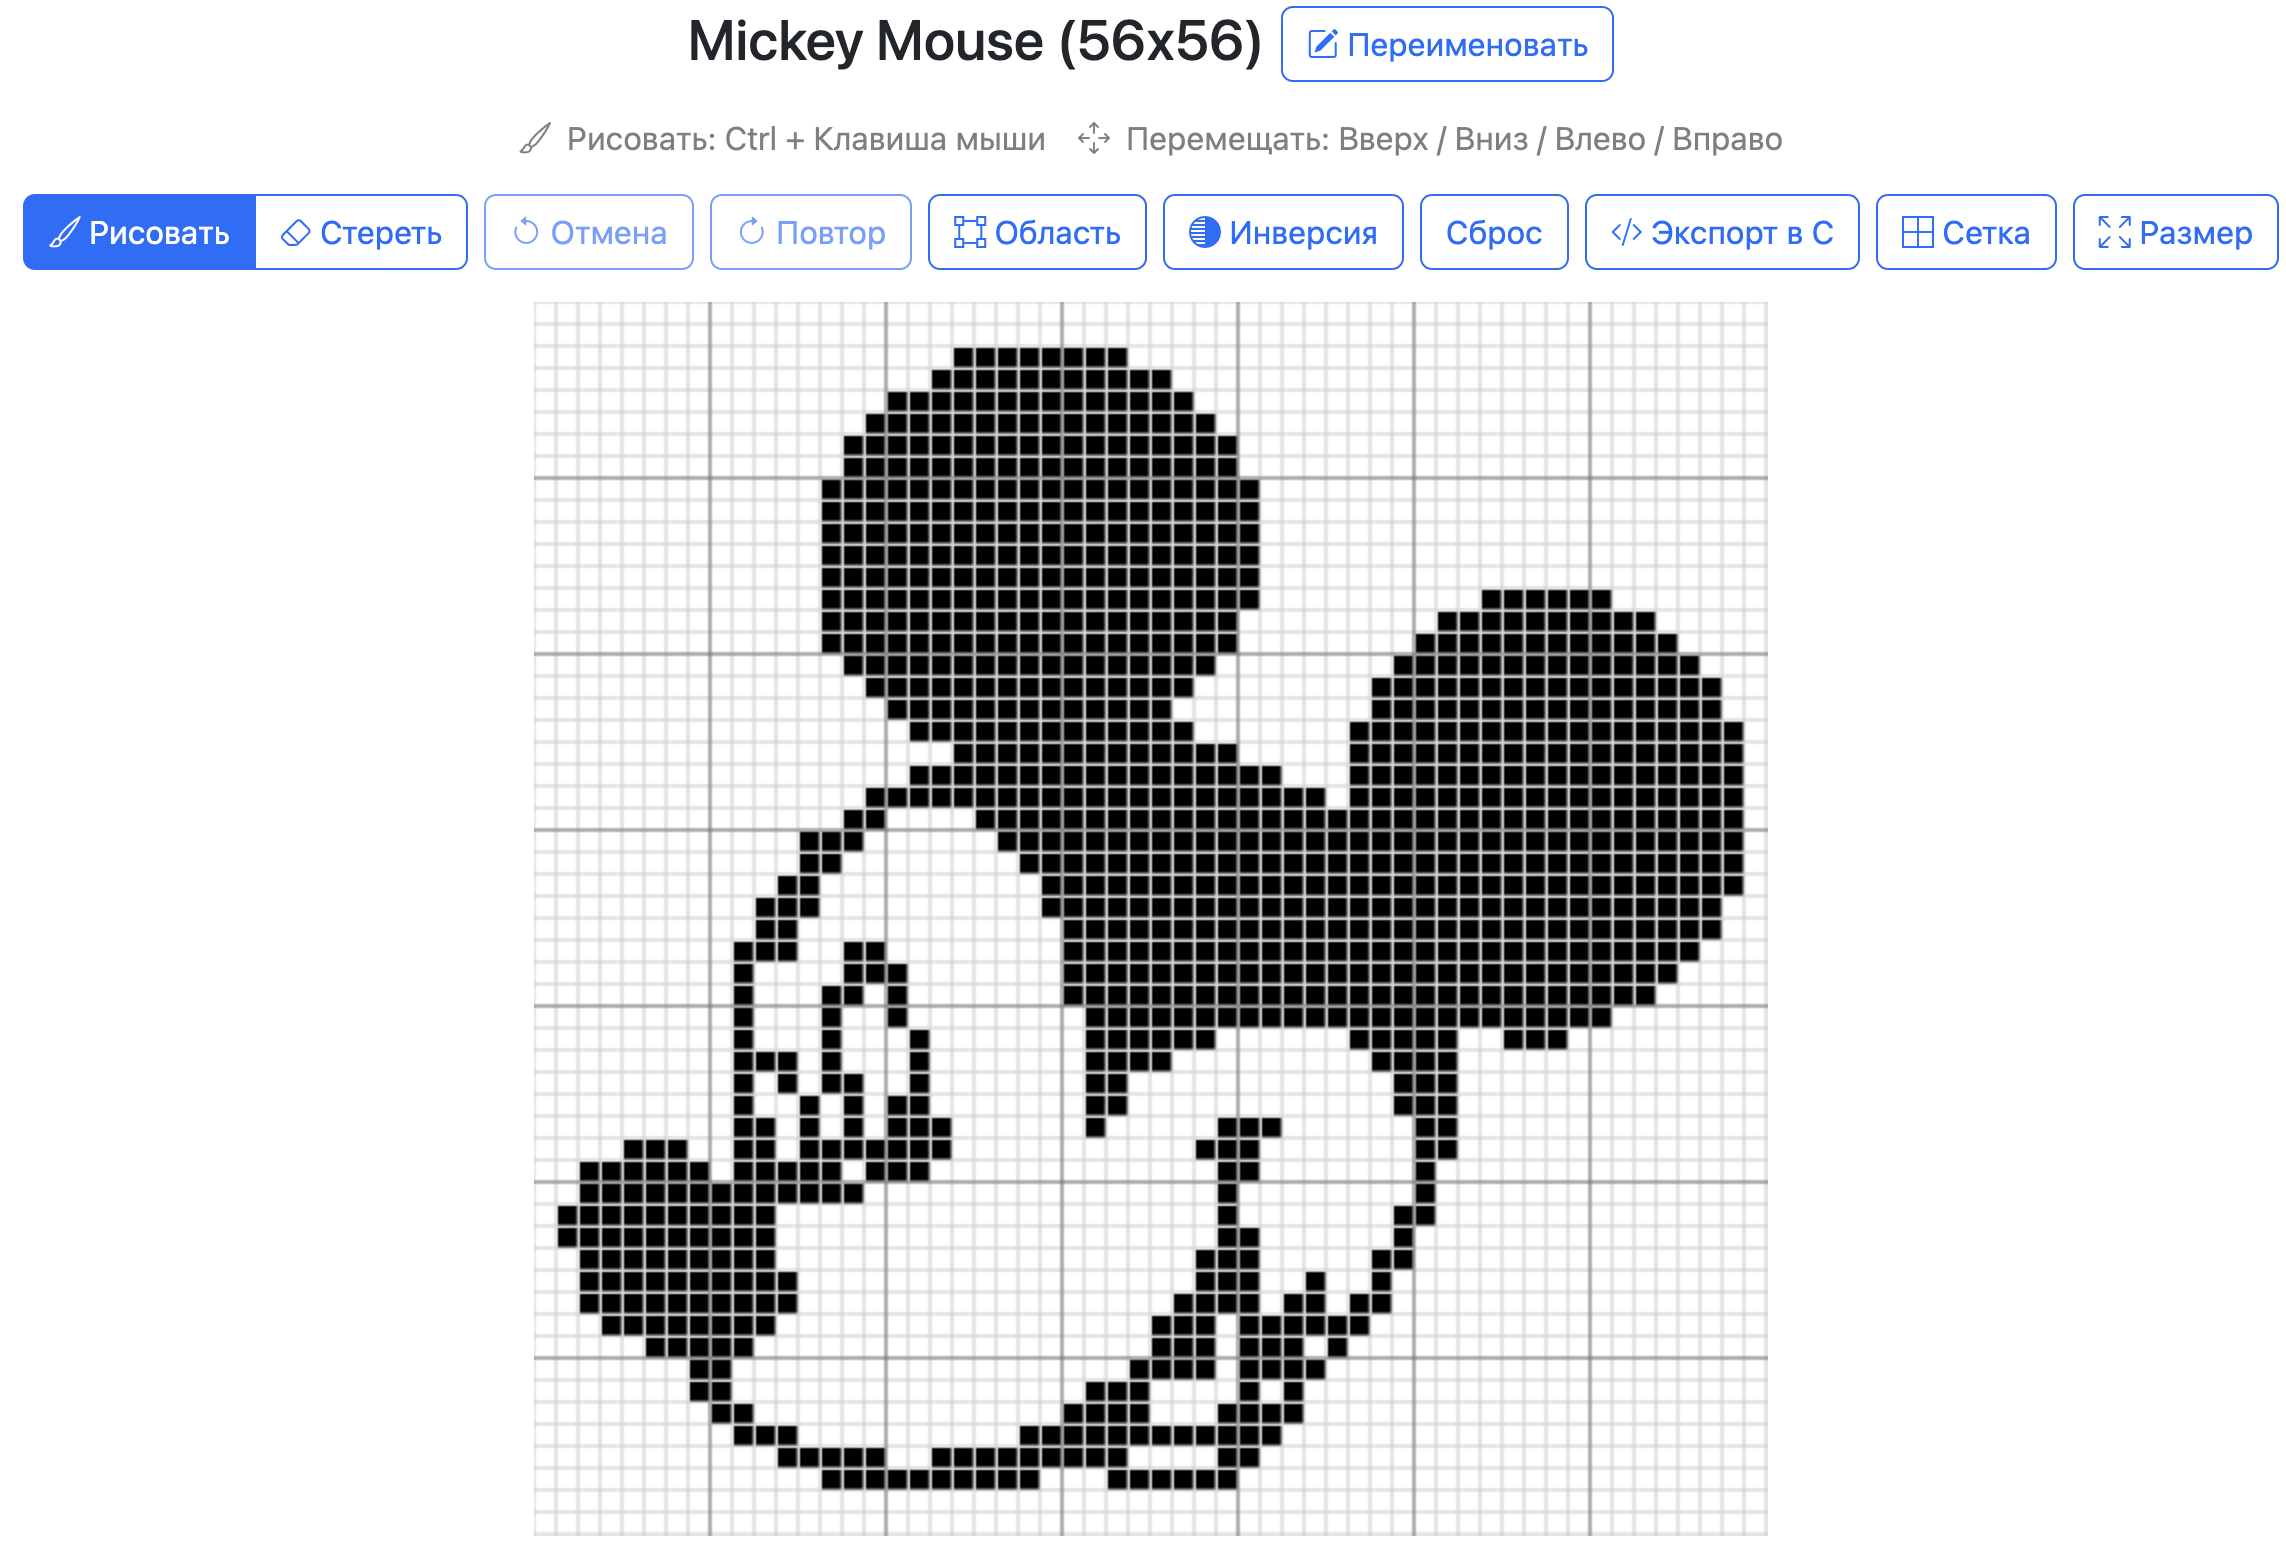 Mickey Mouse (56x56) Переименовать
Рисовать: Ctrl + Клавиша мыши Перемещать: Вверх / Вниз / Влево / Вправо
Рисовать Стереть Отмена Повтор Область Инверсия Сброс Экспорт в C Сетка Размер